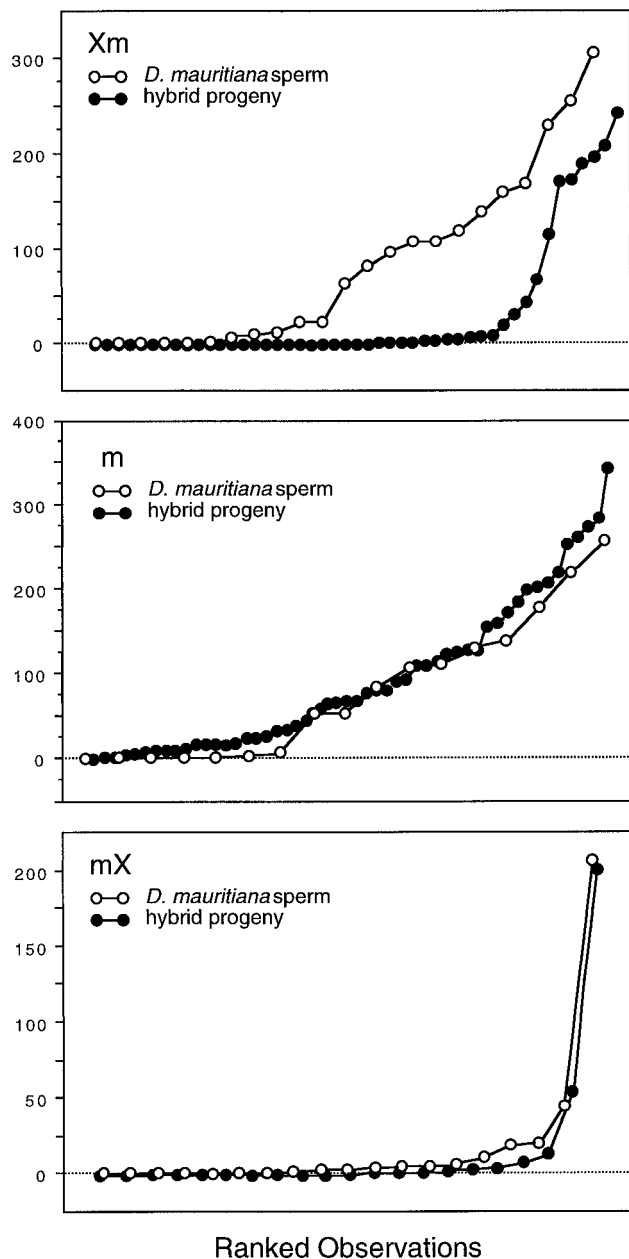 Xm
D. mauritiana sperm
hybrid progeny
300
200
100
0
m
D. mauritiana sperm
hybrid progeny
400
300
200
100
0
mX
D. mauritiana sperm
hybrid progeny
200
150
100
50
0
Ranked Observations